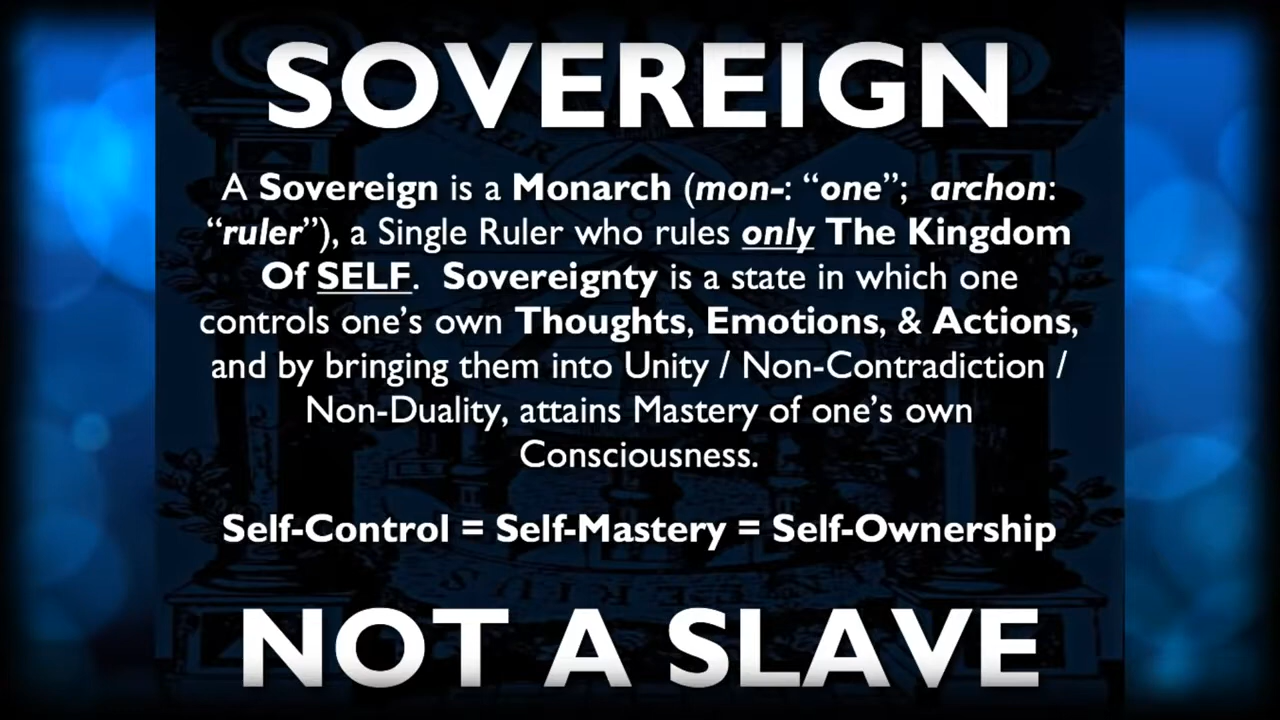 SOVEREIGN
A Sovereign is a Monarch (mon-: “one”; archon:
“ruler”), a Single Ruler who rules only The Kingdom
Of SELF. Sovereignty is a state in which one
controls one’s own Thoughts, Emotions, & Actions,
and by bringing them into Unity / Non-Contradiction /
Non-Duality, attains Mastery of one’s own
Consciousness.
Self-Control = Self-Mastery = Self-Ownership
NOT A SLAVE